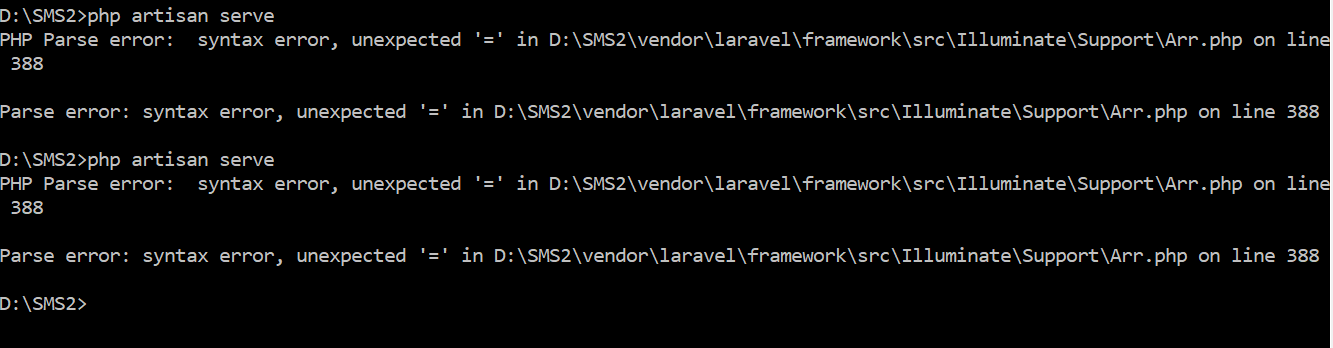 D:\SMS2>php artisan serve
PHP Parse error:  syntax error, unexpected '=' in D:\SMS2\vendor\laravel\framework\src\Illuminate\Support\Arr.php on line
 388
Parse error: syntax error, unexpected '=' in D:\SMS2\vendor\laravel\framework\src\Illuminate\Support\Arr.php on line 388
D:\SMS2>php artisan serve
PHP Parse error:  syntax error, unexpected '=' in D:\SMS2\vendor\laravel\framework\src\Illuminate\Support\Arr.php on line
 388
Parse error: syntax error, unexpected '=' in D:\SMS2\vendor\laravel\framework\src\Illuminate\Support\Arr.php on line 388
D:\SMS2>